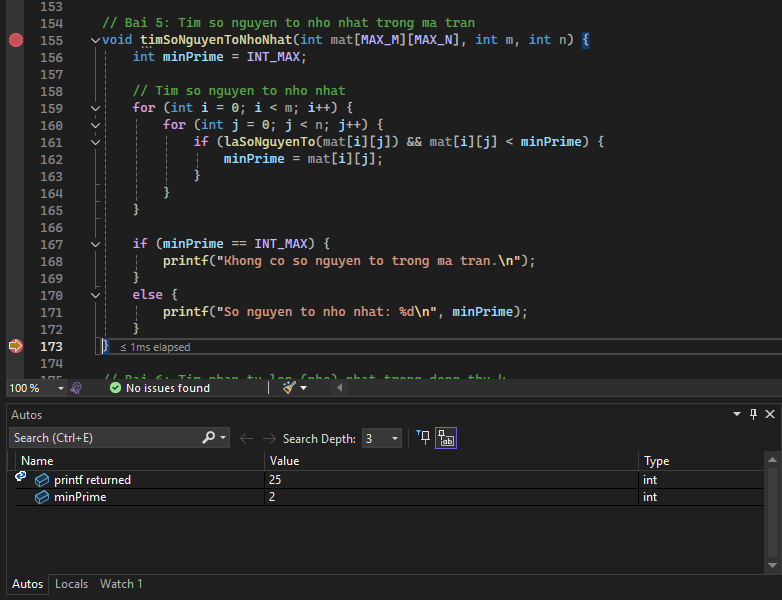 153
154 // Bai 5: Tim so nguyen to nho nhat trong ma tran
155 void timSoNguyenToNhoNhat(int mat[MAX_M][MAX_N], int m, int n) {
156 int minPrime = INT_MAX;
157
158 // Tim so nguyen to nho nhat
159 for (int i = 0; i < m; i++) {
160 for (int j = 0; j < n; j++) {
161 if (laSoNguyenTo(mat[i][j]) && mat[i][j] < minPrime) {
162 minPrime = mat[i][j];
163 }
164 }
165 }
166
167 if (minPrime == INT_MAX) {
168 printf("Khong co so nguyen to trong ma tran.\n");
169 }
170 else {
171 printf("So nguyen to nho nhat: %d\n", minPrime);
172 }
173 } ≤ 1ms elapsed
174
175 // Bai 6: Tim phan tu lon (nho) nhat trong dong thu k
100 % No issues found
Autos
Search (Ctrl+E) Search Depth: 3
Name Value Type
printf returned 25 int
minPrime 2 int
Autos Locals Watch 1